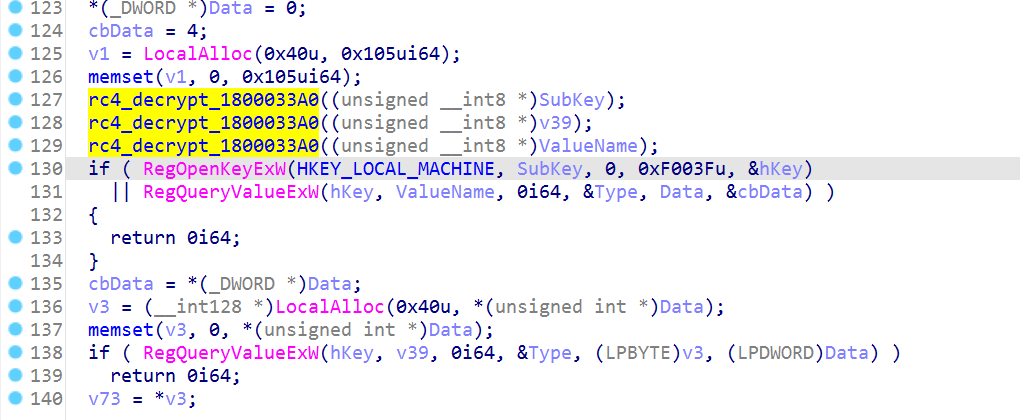 123 *(_DWORD *)Data = 0;
124 cbData = 4;
125 v1 = LocalAlloc(0x40u, 0x105ui64);
126 memset(v1, 0, 0x105ui64);
127 rc4_decrypt_1800033A0((unsigned __int8 *)SubKey);
128 rc4_decrypt_1800033A0((unsigned __int8 *)v39);
129 rc4_decrypt_1800033A0((unsigned __int8 *)ValueName);
130 if ( RegOpenKeyExW(HKEY_LOCAL_MACHINE, SubKey, 0, 0xF003Fu, &hKey)
131 || RegQueryValueExW(hKey, ValueName, 0i64, &Type, Data, &cbData) )
132 {
133 return 0i64;
134 }
135 cbData = *(_DWORD *)Data;
136 v3 = (__int128 *)LocalAlloc(0x40u, *(unsigned int *)Data);
137 memset(v3, 0, *(unsigned int *)Data);
138 if ( RegQueryValueExW(hKey, v39, 0i64, &Type, (LPBYTE)v3, (LPDWORD)Data) )
139 return 0i64;
140 v73 = *v3;